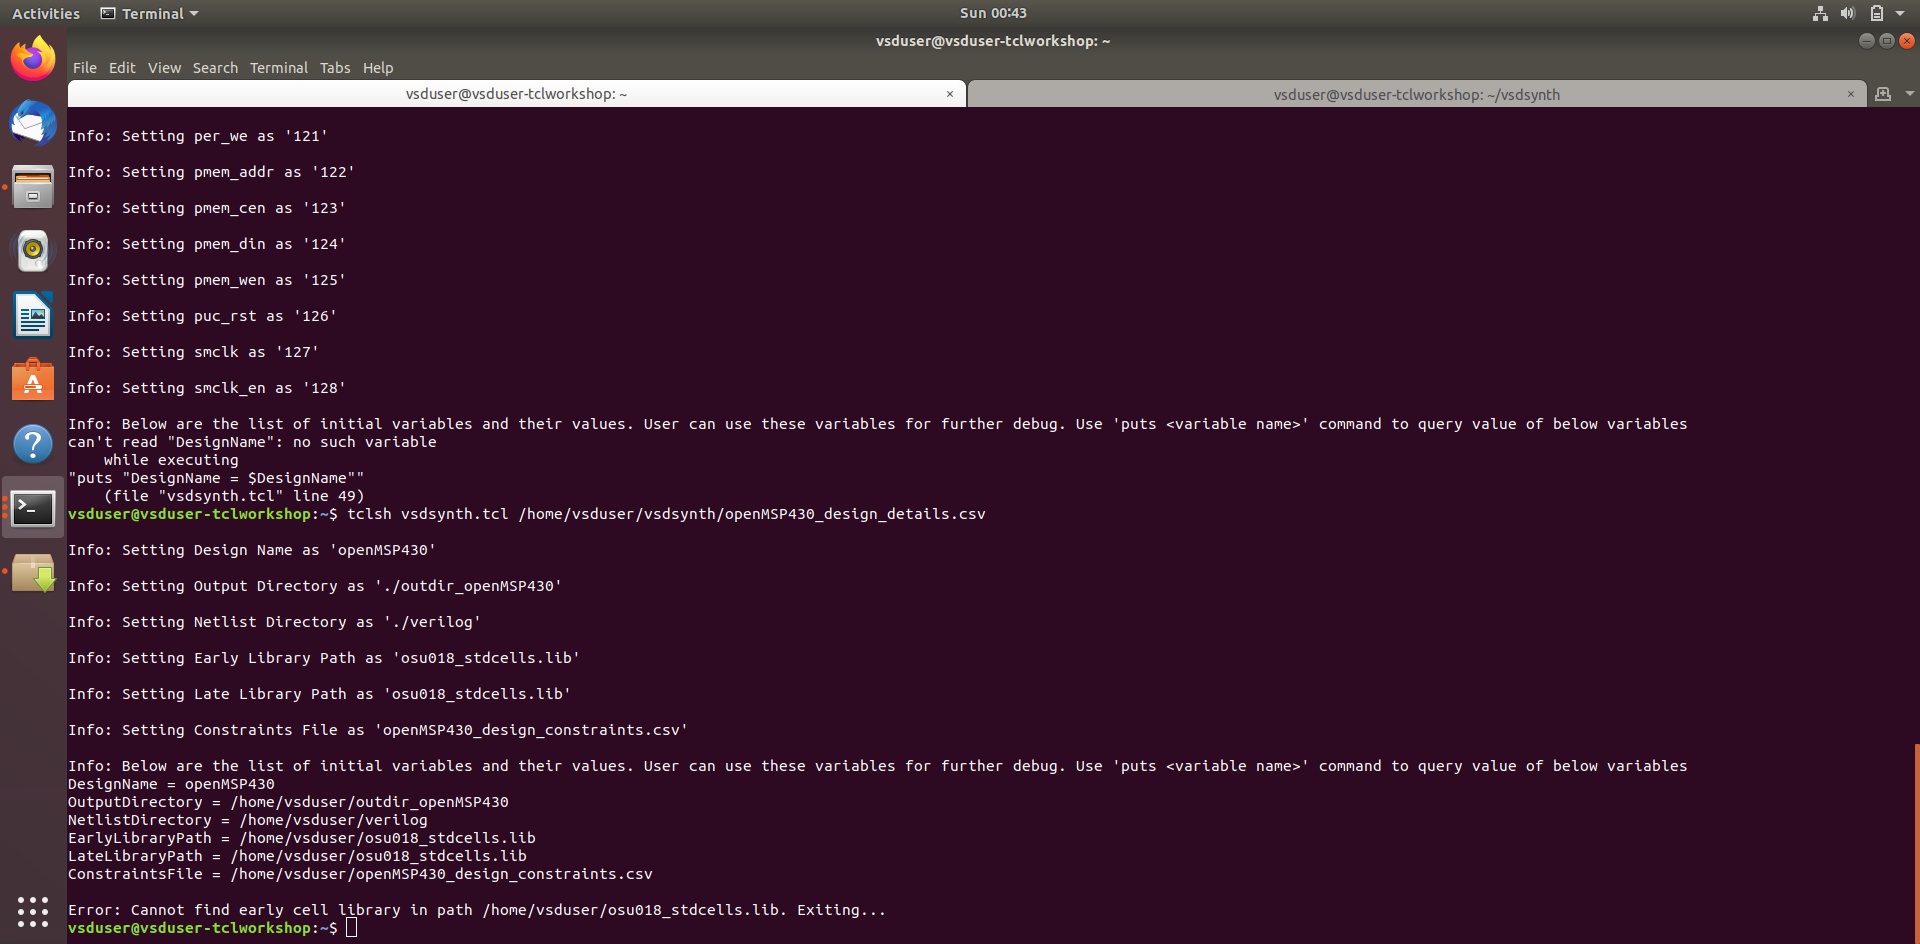 Activities Terminal Sun 00:43
vsduser@vsduser-tclworkshop: ~
File Edit View Search Terminal Tabs Help
vsduser@vsduser-tclworkshop: ~ × vsduser@vsduser-tclworkshop: ~/vsdsynth ×
Info: Setting per_we as '121'
Info: Setting pmem_addr as '122'
Info: Setting pmem_cen as '123'
Info: Setting pmem_din as '124'
Info: Setting pmem_wen as '125'
Info: Setting puc_rst as '126'
Info: Setting smclk as '127'
Info: Setting smclk_en as '128'
Info: Below are the list of initial variables and their values. User can use these variables for further debug. Use 'puts <variable name>' command to query value of below variables
can't read "DesignName": no such variable
    while executing
"puts "DesignName = $DesignName""
    (file "vsdsynth.tcl" line 49)
vsduser@vsduser-tclworkshop:~$ tclsh vsdsynth.tcl /home/vsduser/vsdsynth/openMSP430_design_details.csv
Info: Setting Design Name as 'openMSP430'
Info: Setting Output Directory as './outdir_openMSP430'
Info: Setting Netlist Directory as './verilog'
Info: Setting Early Library Path as 'osu018_stdcells.lib'
Info: Setting Late Library Path as 'osu018_stdcells.lib'
Info: Setting Constraints File as 'openMSP430_design_constraints.csv'
Info: Below are the list of initial variables and their values. User can use these variables for further debug. Use 'puts <variable name>' command to query value of below variables
DesignName = openMSP430
OutputDirectory = /home/vsduser/outdir_openMSP430
NetlistDirectory = /home/vsduser/verilog
EarlyLibraryPath = /home/vsduser/osu018_stdcells.lib
LateLibraryPath = /home/vsduser/osu018_stdcells.lib
ConstraintsFile = /home/vsduser/openMSP430_design_constraints.csv
Error: Cannot find early cell library in path /home/vsduser/osu018_stdcells.lib. Exiting...
vsduser@vsduser-tclworkshop:~$